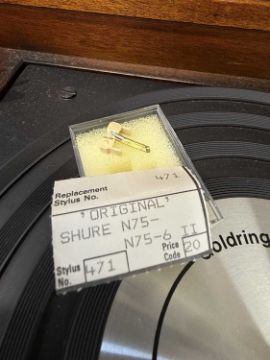 471
Replacement
Stylus No.
'ORIGINAL'
SHURE N75-
N75-6 II
Stylus No. 471
Price Code 20
Goldring